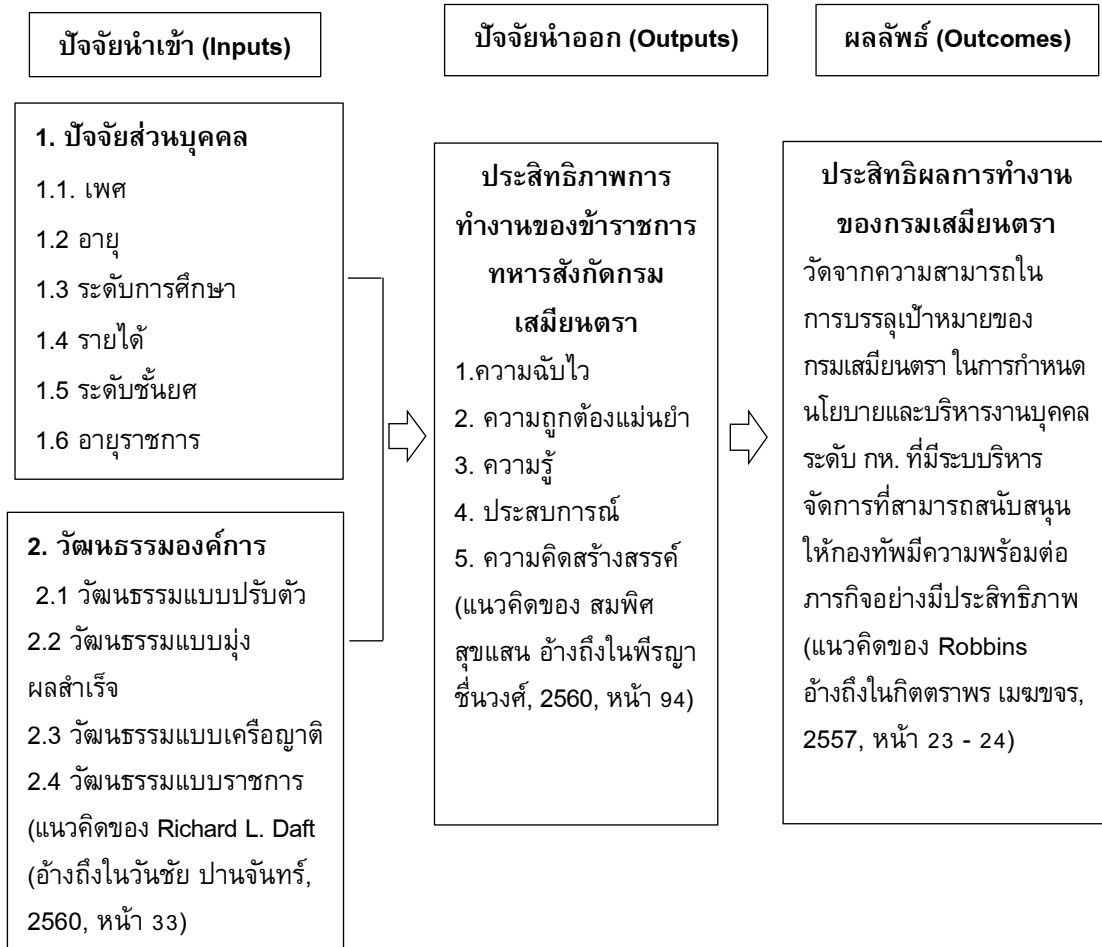 ปัจจัยนำเข้า (Inputs)
ปัจจัยนำออก (Outputs)
ผลลัพธ์ (Outcomes)
1. ปัจจัยส่วนบุคคล
1.1. เพศ
1.2 อายุ
1.3 ระดับการศึกษา
1.4 รายได้
1.5 ระดับชั้นยศ
1.6 อายุราชการ
2. วัฒนธรรมองค์การ
2.1 วัฒนธรรมแบบปรับตัว
2.2 วัฒนธรรมแบบมุ่ง
ผลสำเร็จ
2.3 วัฒนธรรมแบบเครือญาติ
2.4 วัฒนธรรมแบบราชการ
(แนวคิดของ Richard L. Daft
(อ้างถึงในวันชัย ปานจันทร์,
2560, หน้า 33)
ประสิทธิภาพการ
ทำงานของข้าราชการ
ทหารสังกัดกรม
เสมียนตรา
1.ความฉับไว
2. ความถูกต้องแม่นยำ
3. ความรู้
4. ประสบการณ์
5. ความคิดสร้างสรรค์
(แนวคิดของ สมพิศ
สุขแสน อ้างถึงในพีรญา
ชื่นวงศ์, 2560, หน้า 94)
ประสิทธิผลการทำงาน
ของกรมเสมียนตรา
วัดจากความสามารถใน
การบรรลุเป้าหมายของ
กรมเสมียนตรา ในการกำหนด
นโยบายและบริหารงานบุคคล
ระดับ กห. ที่มีระบบบริหาร
จัดการที่สามารถสนับสนุน
ให้กองทัพมีความพร้อมต่อ
ภารกิจอย่างมีประสิทธิภาพ
(แนวคิดของ Robbins
อ้างถึงในกิตตราพร เมฆขจร,
2557, หน้า 23 - 24)